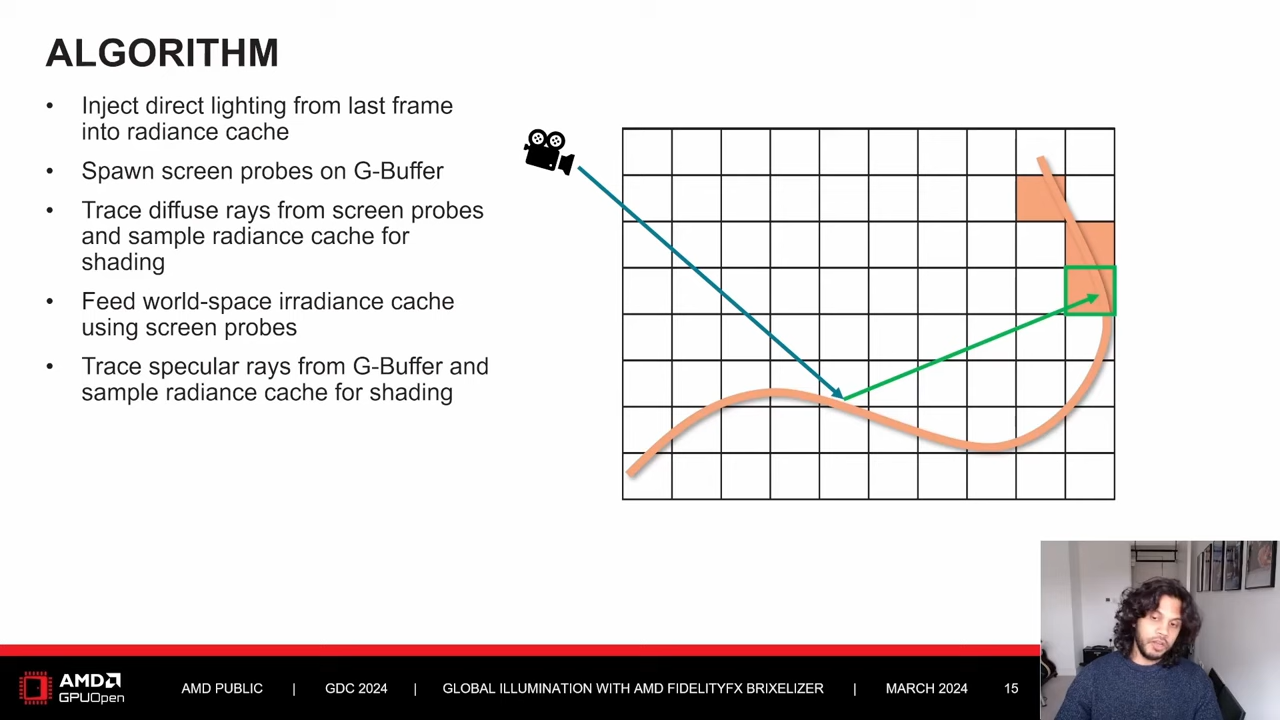 ALGORITHM
• Inject direct lighting from last frame
into radiance cache
• Spawn screen probes on G-Buffer
• Trace diffuse rays from screen probes
and sample radiance cache for
shading
• Feed world-space irradiance cache
using screen probes
• Trace specular rays from G-Buffer and
sample radiance cache for shading
AMD
GPUOpen
AMD PUBLIC | GDC 2024 | GLOBAL ILLUMINATION WITH AMD FIDELITYFX BRIXELIZER | MARCH 2024 15